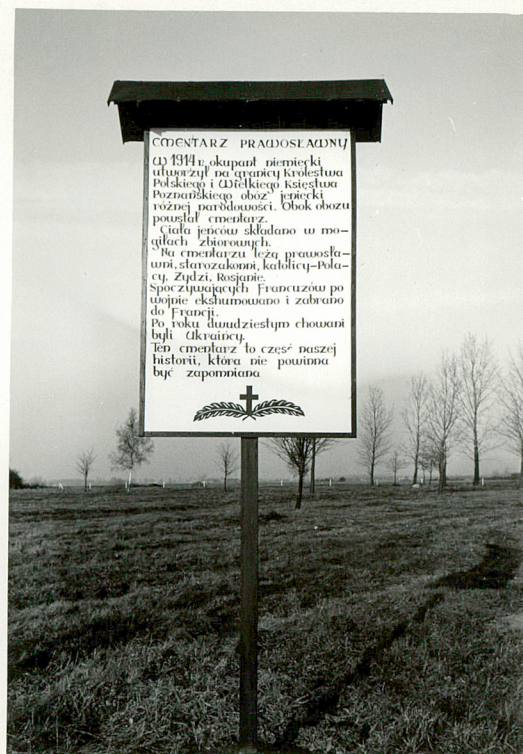 CMENTARZ PRAWOSŁAWNY
W 1914 r. okupant niemiecki
utworzył na granicy Królestwa
Polskiego i Wielkiego Księstwa
Poznańskiego obóz jeniecki
różnej narodowości. Obok obozu
powstał cmentarz.
Ciała jeńców składano w mo-
giłach zbiorowych.
Na cmentarzu leżą prawosła-
wni, starozakonni, katolicy-Pola-
cy, Żydzi, Rosjanie.
Spoczywających Francuzów po
wojnie ekshumowano i zabrano
do Francji.
Po roku dwudziestym chowani
byli Ukraińcy.
Ten cmentarz to część naszej
historii, która nie powinna
być zapomniana